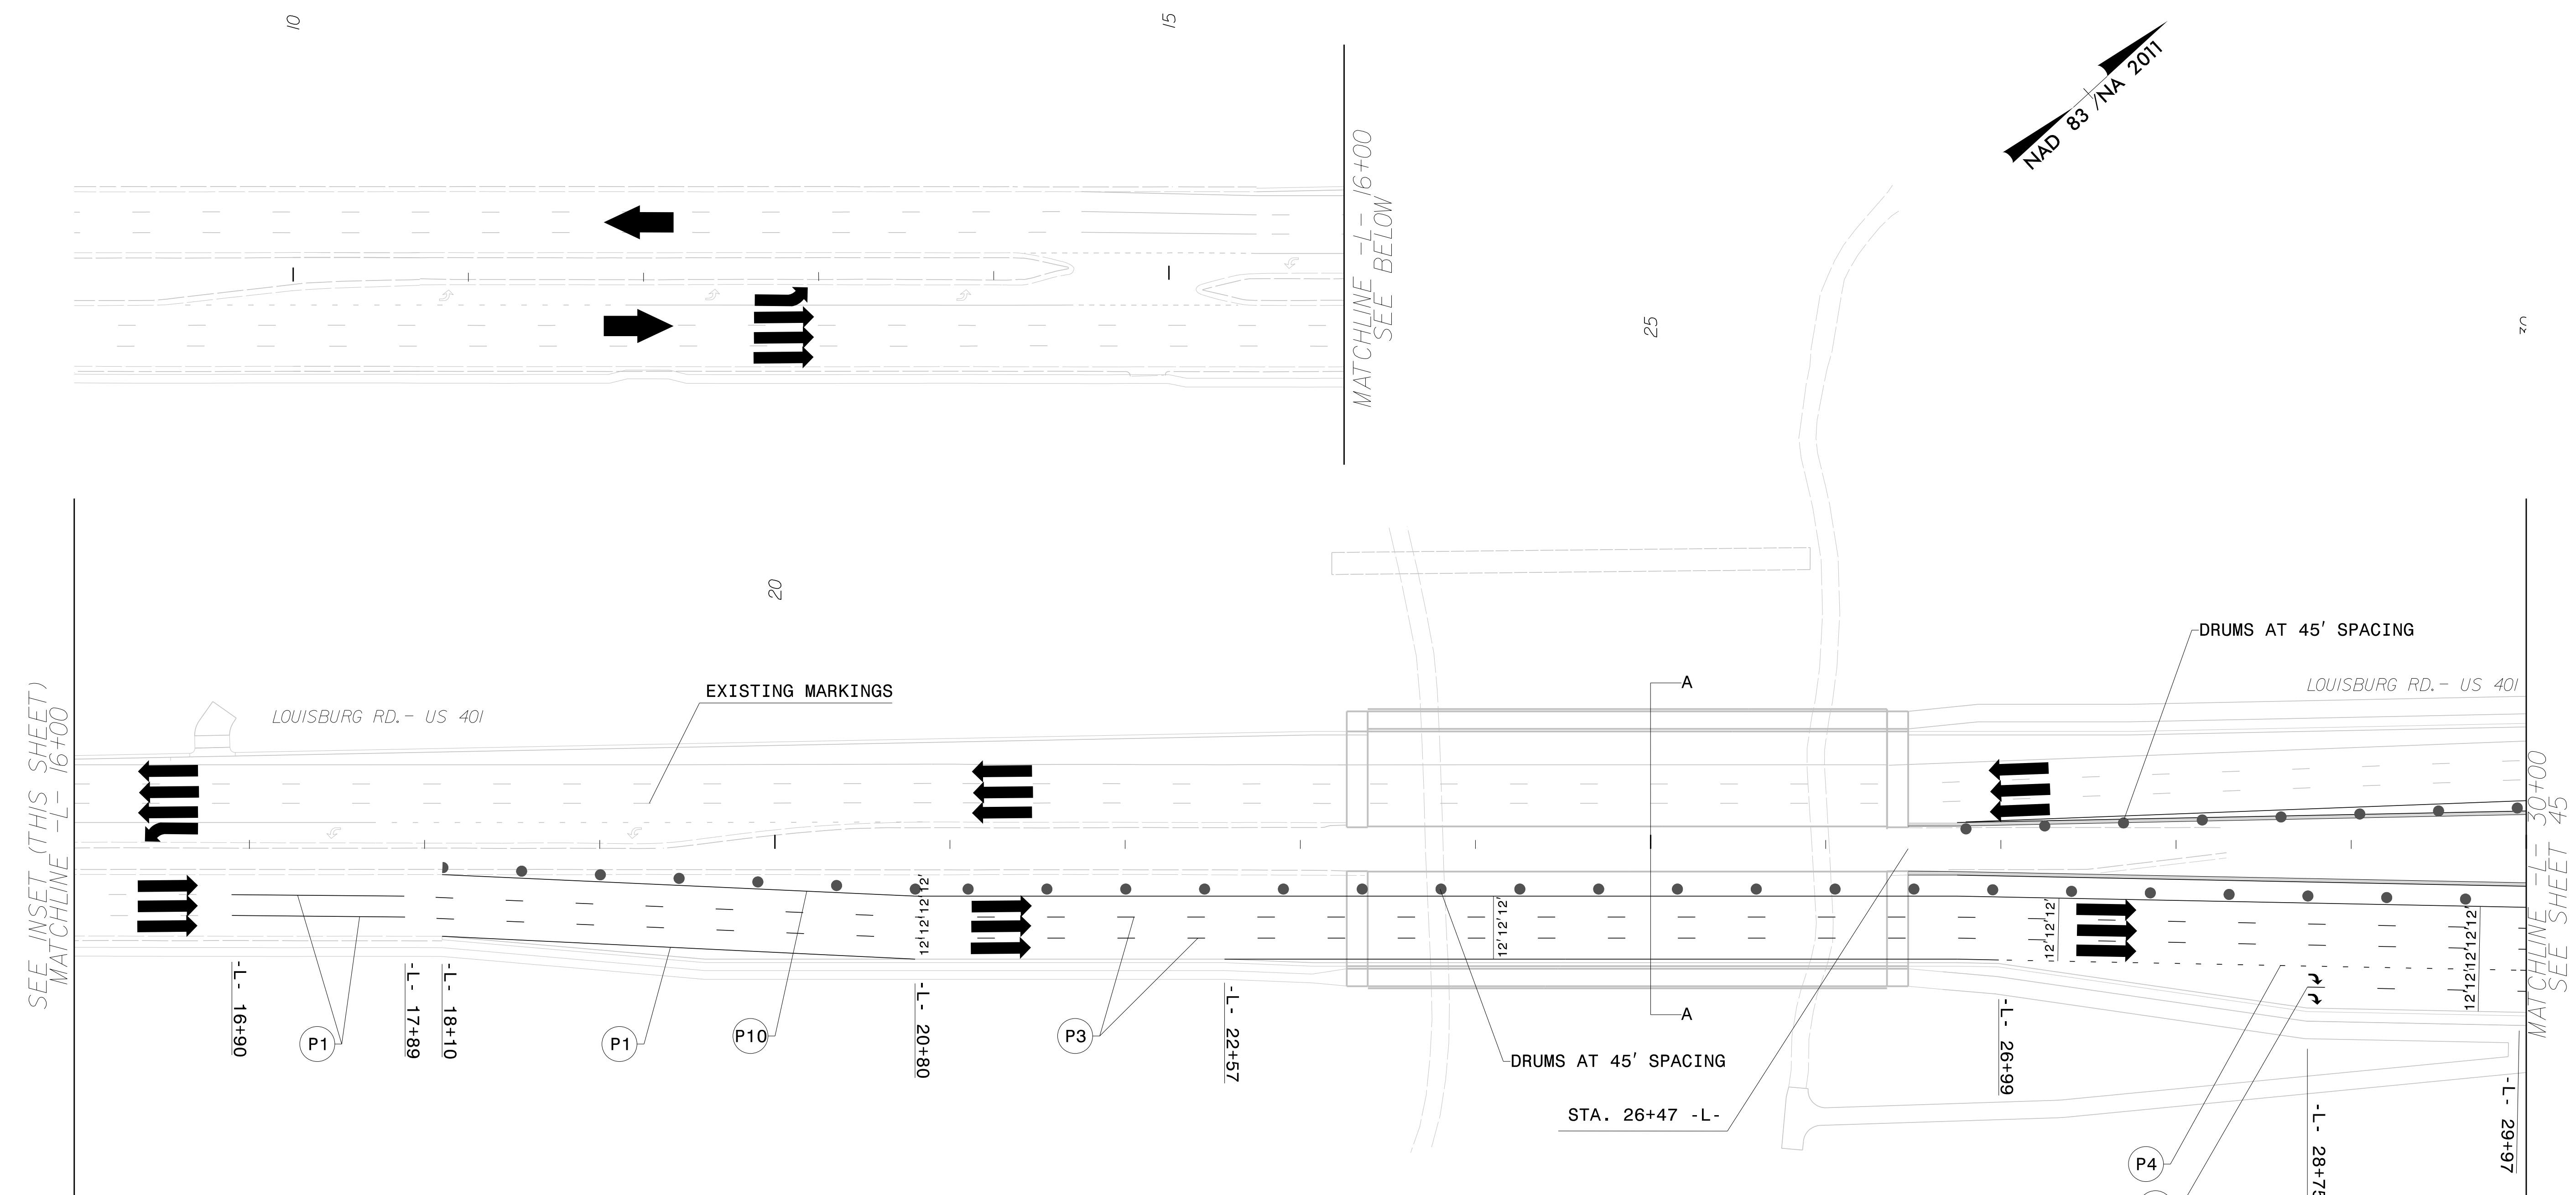 10
15
NAD 83 /NA 2011
MATCHLINE -L- 16+00
SEE BELOW
25
20
DRUMS AT 45' SPACING
EXISTING MARKINGS
LOUISBURG RD.- US 401
LOUISBURG RD.- US 401
A
SEE INSET (THIS SHEET)
MATCHLINE -L- 16+00
MATCHLINE -L- 30+00
SEE SHEET 45
12'12'12'12'
12'12'12'
12'12'12'
12'12'12'12'12'
-L- 16+90
P1
-L- 17+89
-L- 18+10
P1
P10
-L- 20+80
P3
-L- 22+57
A
DRUMS AT 45' SPACING
STA. 26+47 -L-
-L- 26+99
P4
-L- 28+75
-L- 29+97